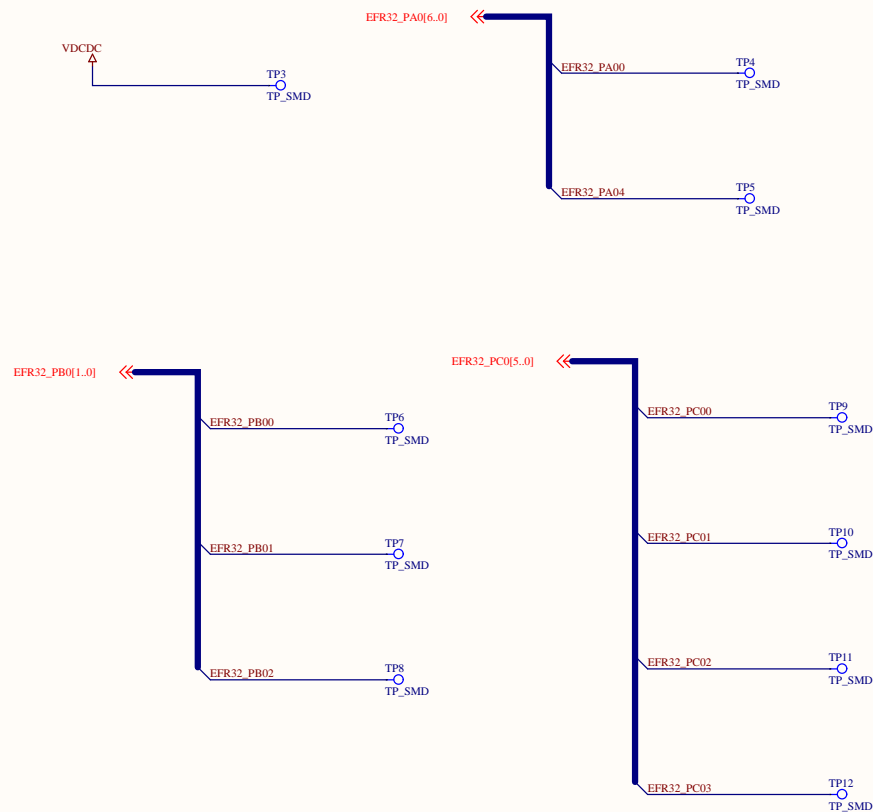 EFR32_PA0[6..0]
VDCDC
TP3
TP_SMD
EFR32_PA00
TP4
TP_SMD
EFR32_PA04
TP5
TP_SMD
EFR32_PB0[1..0]
EFR32_PB00
TP6
TP_SMD
EFR32_PB01
TP7
TP_SMD
EFR32_PB02
TP8
TP_SMD
EFR32_PC0[5..0]
EFR32_PC00
TP9
TP_SMD
EFR32_PC01
TP10
TP_SMD
EFR32_PC02
TP11
TP_SMD
EFR32_PC03
TP12
TP_SMD